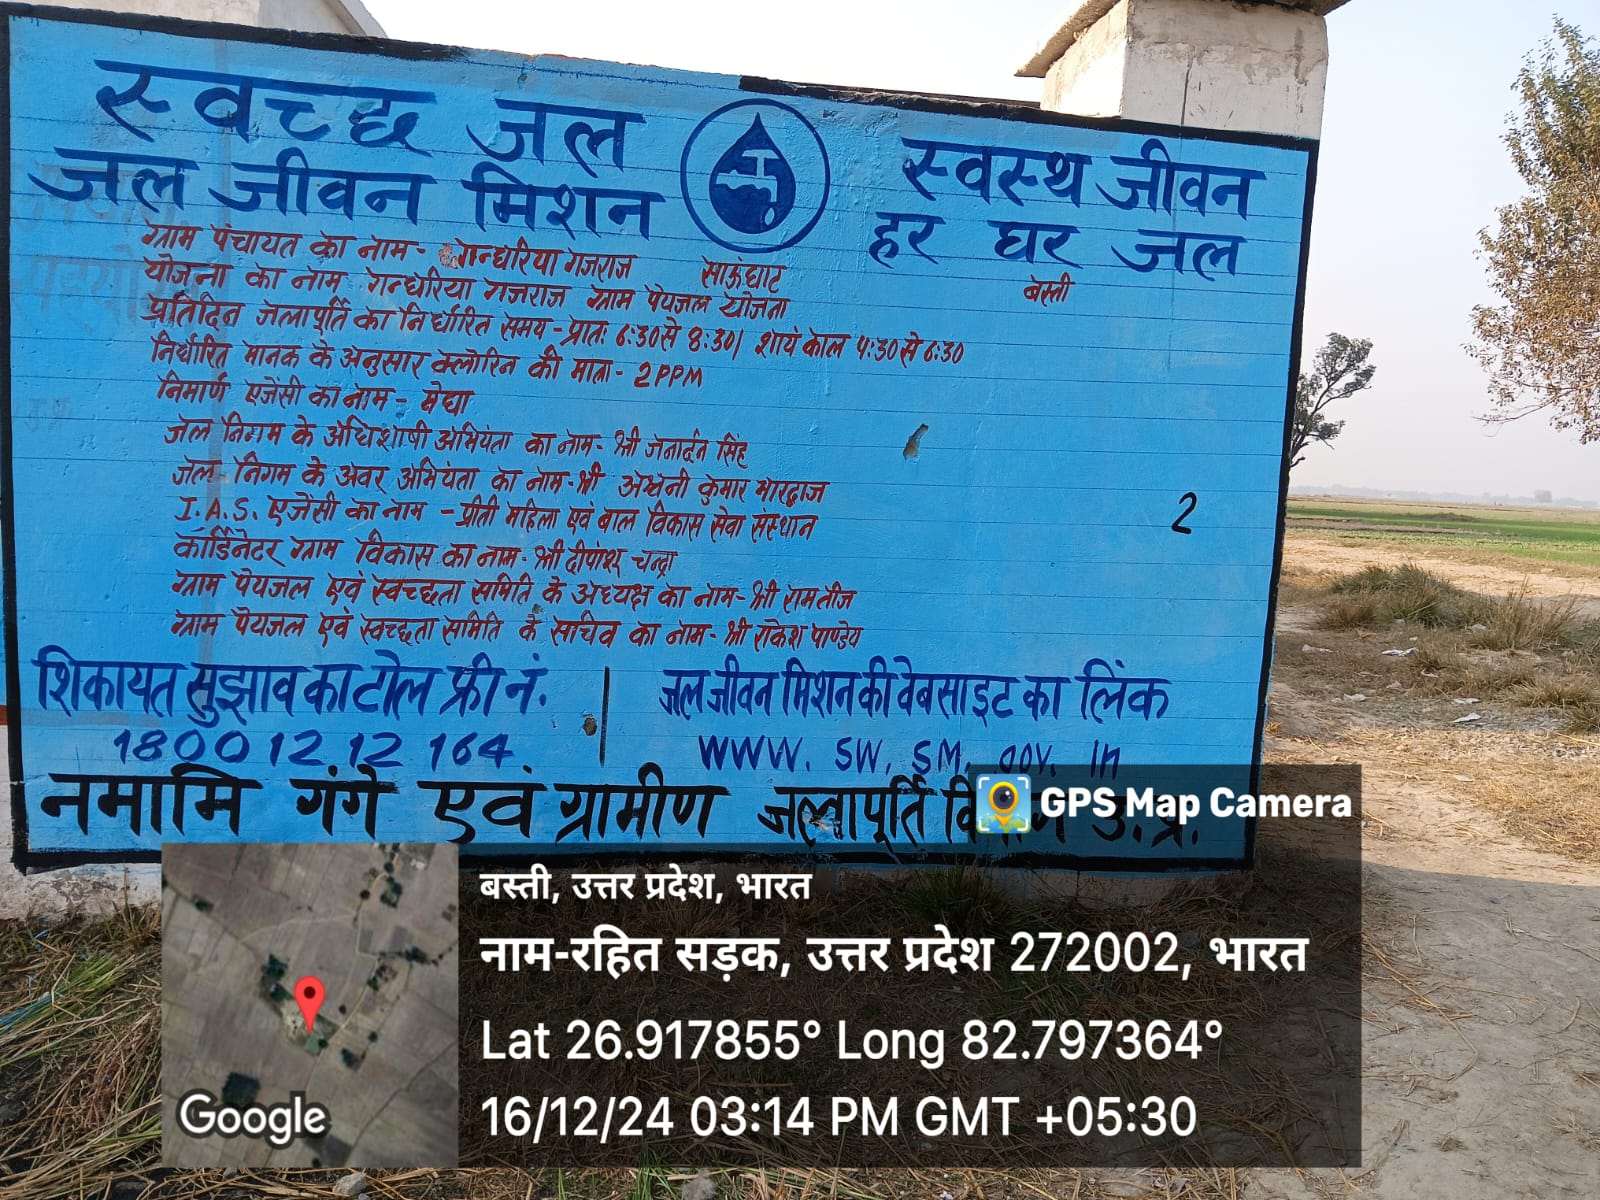 स्वच्छ जल स्वस्थ जीवन
जल जीवन मिशन हर घर जल
ग्राम पंचायत का नाम- गन्धरिया गजराज साऊंघाट बस्ती
योजना का नाम गन्धरिया गजराज ग्राम पेयजल योजना
प्रतिदिन जलापूर्ति का निर्धारित समय- प्रातः 6:30 से 8:30 / शायं काल 4:30 से 6:30
निर्धारित मानक के अनुसार क्लोरिन की मात्रा- 2 PPM
निमार्ण एजेंसी का नाम- मेघा
जल निगम के अधिशाषी अभियंता का नाम- श्री जनार्दन सिंह
जल निगम के अवर अभियंता का नाम- श्री अश्वनी कुमार भारद्वाज
I.A.S. एजेंसी का नाम - प्रीती महिला एवं बाल विकास सेवा संस्थान
2
कॉर्डिनेटर ग्राम विकास का नाम- श्री दीपांशू चन्द्रा
ग्राम पेयजल एवं स्वच्छता समिति के अध्यक्ष का नाम- श्री रामतीज
ग्राम पेयजल एवं स्वच्छता समिति के सचिव का नाम- श्री राकेश पाण्डेय
शिकायत सुझाव का टोल फ्री नं. | जल जीवन मिशन की वेबसाइट का लिंक
1800 12 12 164 WWW. SW. SM. gov. in
नमामि गंगे एवं ग्रामीण जलापूर्ति उ.प्र.
GPS Map Camera
बस्ती, उत्तर प्रदेश, भारत
नाम-रहित सड़क, उत्तर प्रदेश 272002, भारत
Lat 26.917855° Long 82.797364°
16/12/24 03:14 PM GMT +05:30
Google